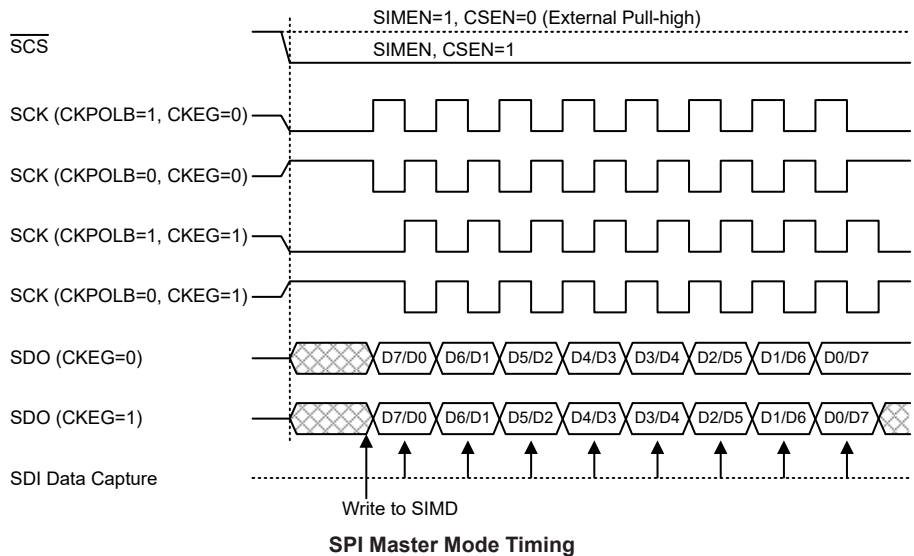 SIMEN=1, CSEN=0 (External Pull-high)
SCS
SIMEN, CSEN=1
SCK (CKPOLB=1, CKEG=0)
SCK (CKPOLB=0, CKEG=0)
SCK (CKPOLB=1, CKEG=1)
SCK (CKPOLB=0, CKEG=1)
SDO (CKEG=0) D7/D0 D6/D1 D5/D2 D4/D3 D3/D4 D2/D5 D1/D6 D0/D7
SDO (CKEG=1) D7/D0 D6/D1 D5/D2 D4/D3 D3/D4 D2/D5 D1/D6 D0/D7
SDI Data Capture
Write to SIMD
SPI Master Mode Timing